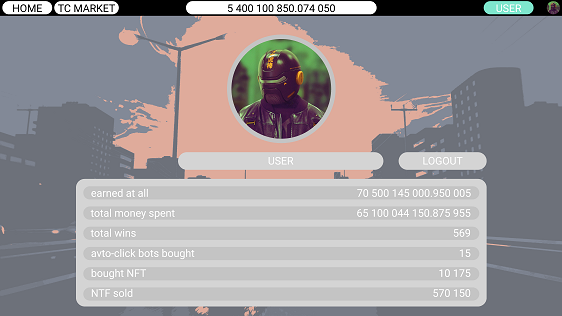 HOME TC MARKET 5 400 100 850.074 050 USER
USER LOGOUT
earned at all 70 500 145 000.950 005
total money spent 65 100 044 150.875 955
total wins 569
avto-click bots bought 15
bought NFT 10 175
NTF sold 570 150